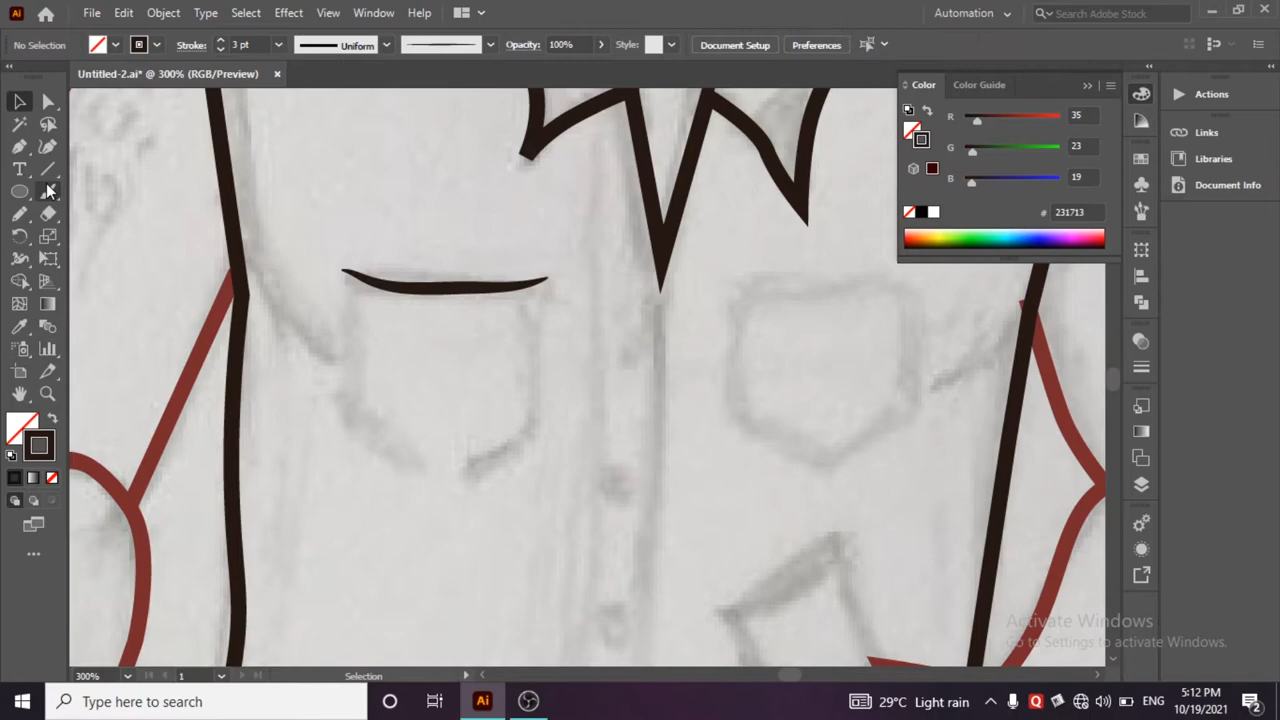 Ai File Edit Object Type Select Effect View Window Help Automation Search Adobe Stock
No Selection Stroke: 3 pt Uniform Opacity: 100% Style: Document Setup Preferences
Untitled-2.ai* @ 300% (RGB/Preview)
Color Color Guide
R 35
G 23
B 19
# 231713
Actions
Links
Libraries
Document Info
Activate Windows
Go to Settings to activate Windows.
300% 1 Selection
Type here to search Ai 29°C Light rain ENG 5:12 PM 10/19/2021 2